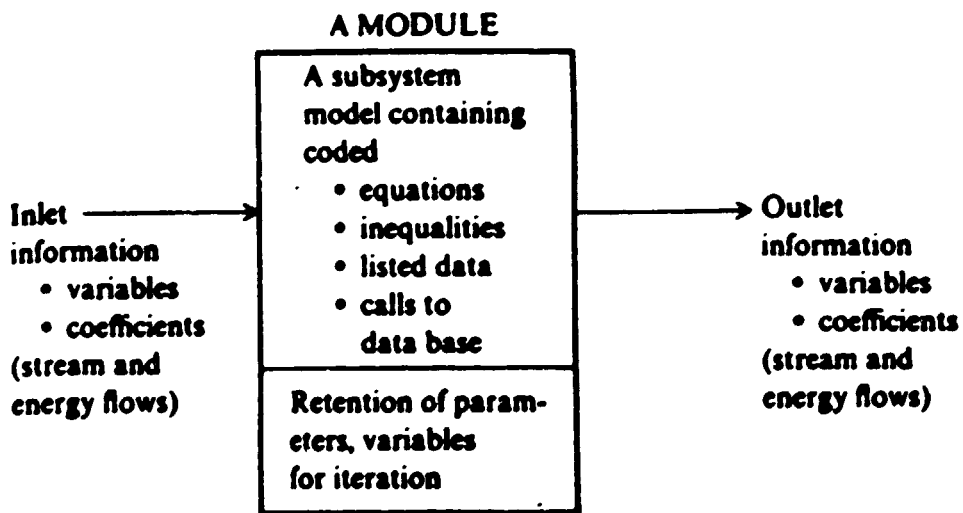 A MODULE
A subsystem
model containing
coded
• equations
• inequalities
• listed data
• calls to
data base
Retention of param-
eters, variables
for iteration
Inlet
information
• variables
• coefficients
(stream and
energy flows)
Outlet
information
• variables
• coefficients
(stream and
energy flows)